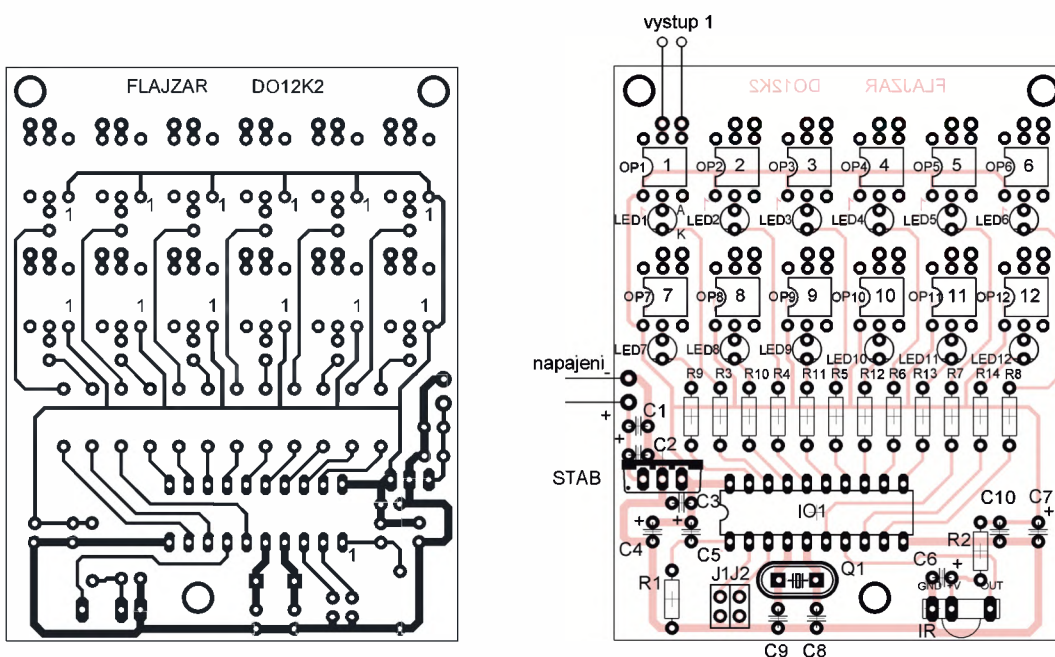 vystup 1
FLAJZAR DO12K2
FLAJZAR DO12K2
1 1 1 1 1 1
1 1 1 1 1 1
1
OP1 1 OP2 2 OP3 3 OP4 4 OP5 5 OP6 6
LED1 A K LED2 LED3 LED4 LED5 LED6
OP7 7 OP8 8 OP9 9 OP10 10 OP11 11 OP12 12
LED7 LED8 LED9 LED10 LED11 LED12
napajeni - +
R9 R3 R10 R4 R11 R5 R12 R6 R13 R7 R14 R8
+ C1
+ C2
STAB
C3
IO1
C10 C7 +
+ C4 + C5
R2
R1 J1J2 Q1 C6 +
GND +V OUT
IR
C9 C8